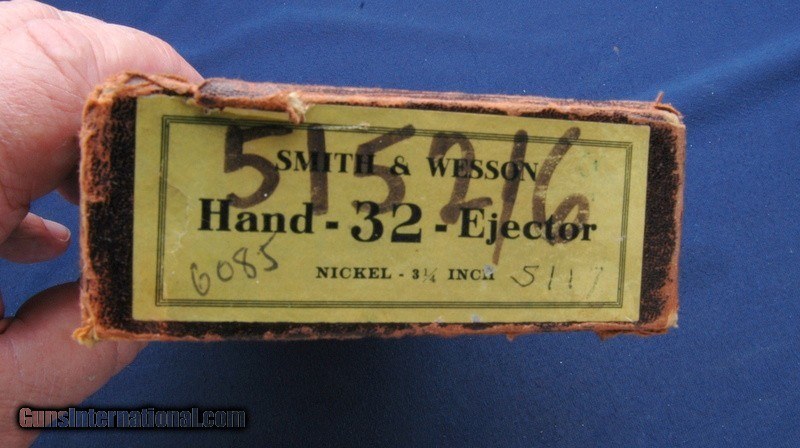 515216
SMITH & WESSON
Hand - 32 - Ejector
6085
NICKEL - 3¼ INCH
5117
GunsInternational.com